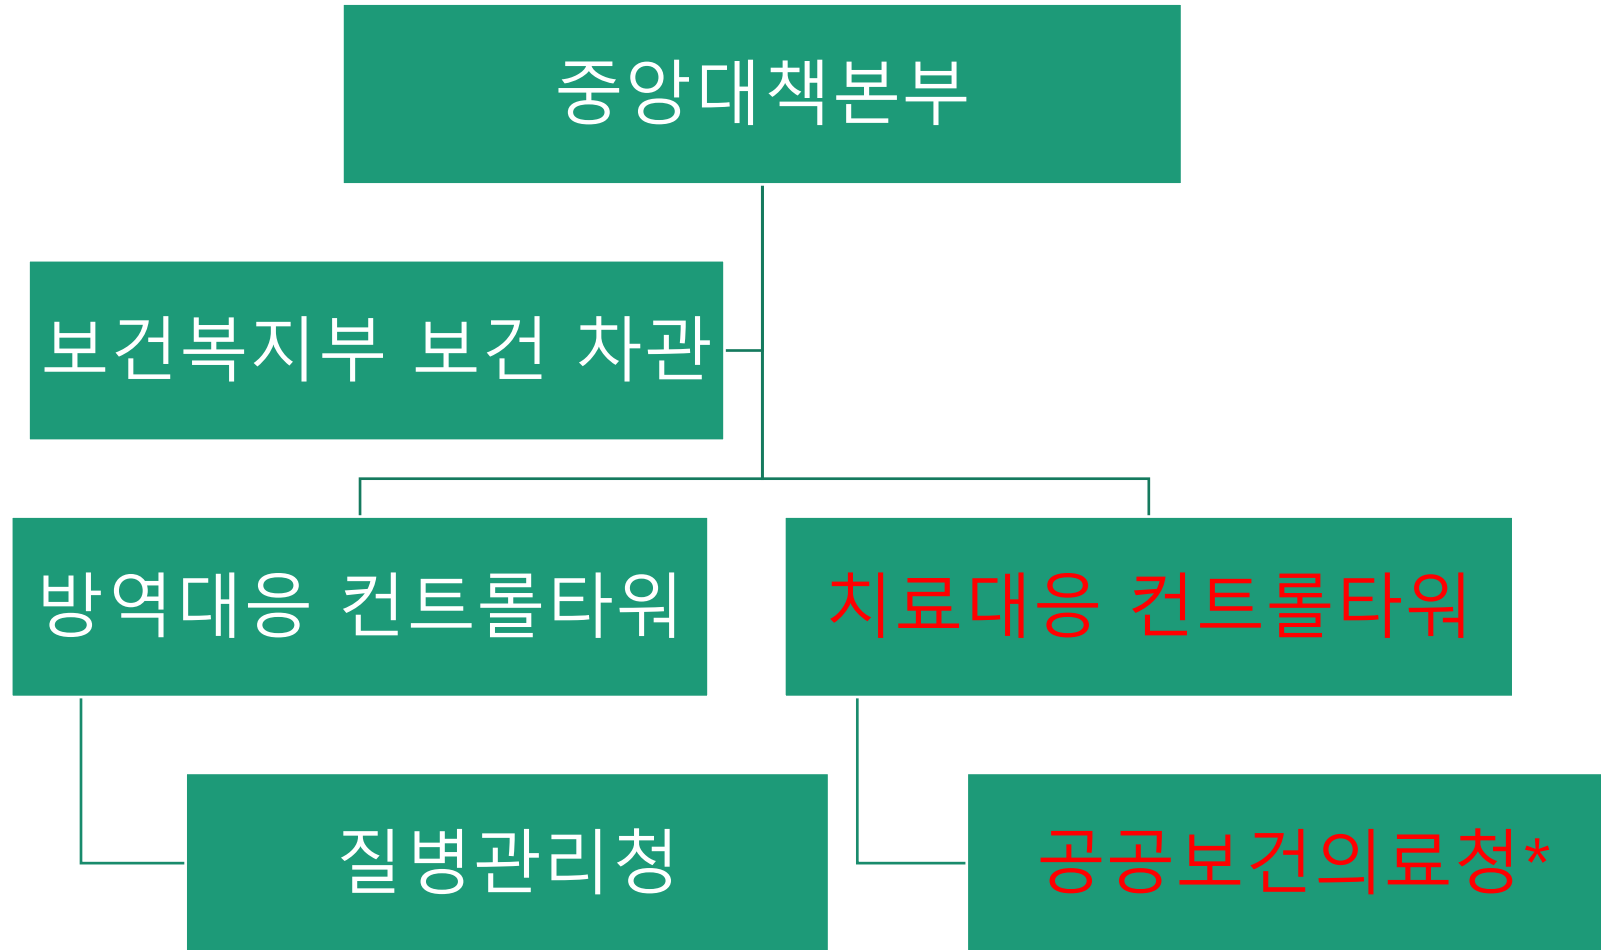 중앙대책본부
보건복지부 보건 차관
방역대응 컨트롤타워
치료대응 컨트롤타워
질병관리청
공공보건의료청*